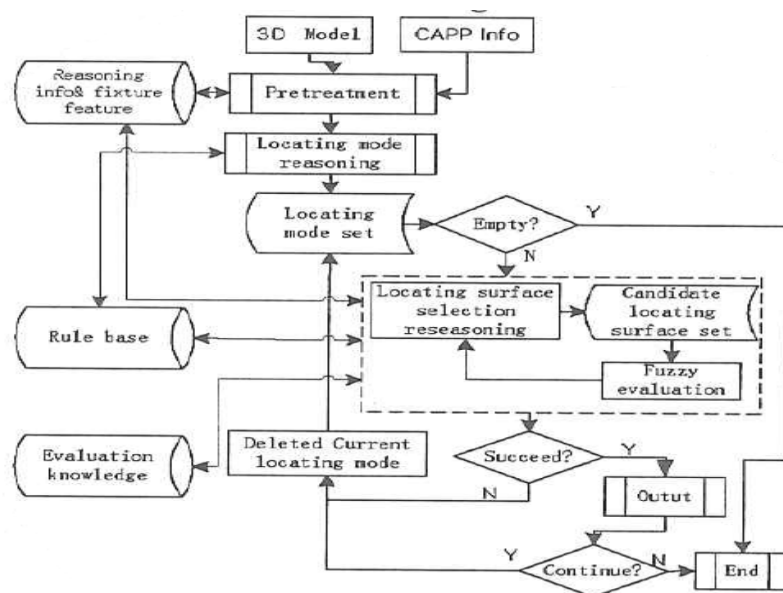 3D Model
CAPP Info
Reasoning
info& fixture
feature
Pretreatment
Locating mode
reasoning
Locating
mode set
Empty?
Y
N
Locating surface
selection
reseasoning
Candidate
locating
surface set
Rule base
Fuzzy
evaluation
Evaluation
knowledge
Deleted Current
locating mode
Succeed?
Y
N
Outut
Y
Continue?
N
End